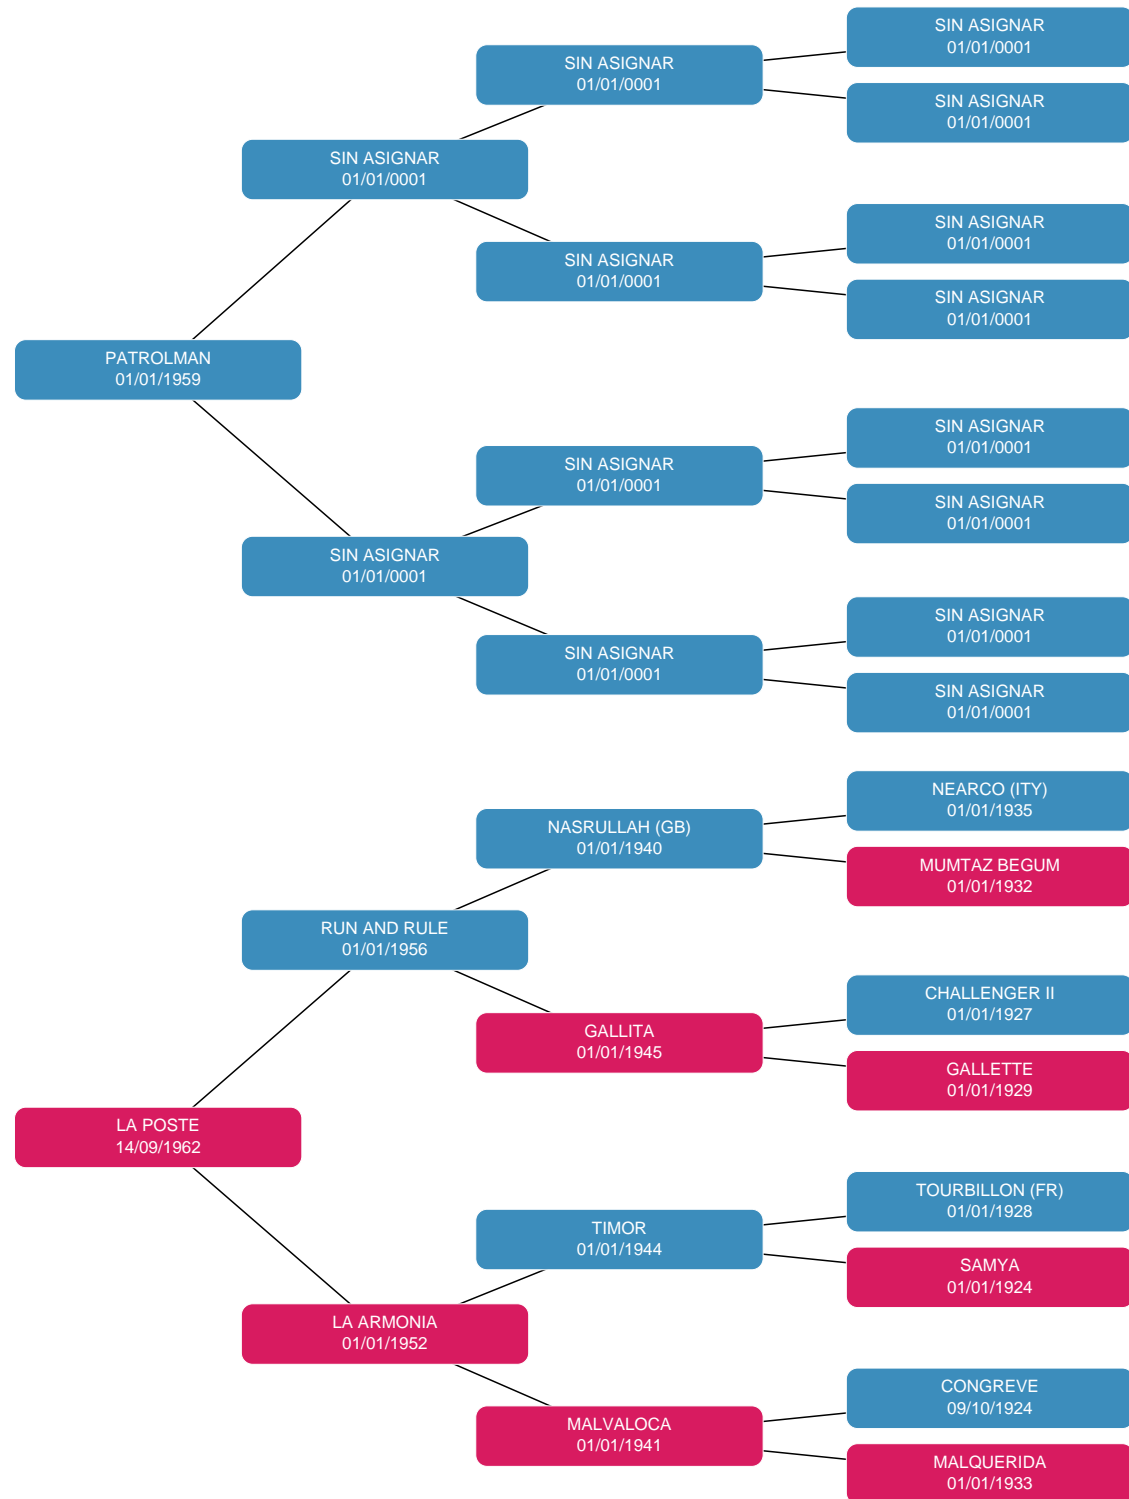 SIN ASIGNAR
01/01/0001
SIN ASIGNAR
01/01/0001
SIN ASIGNAR
01/01/0001
SIN ASIGNAR
01/01/0001
SIN ASIGNAR
01/01/0001
SIN ASIGNAR
01/01/0001
SIN ASIGNAR
01/01/0001
PATROLMAN
01/01/1959
SIN ASIGNAR
01/01/0001
SIN ASIGNAR
01/01/0001
SIN ASIGNAR
01/01/0001
SIN ASIGNAR
01/01/0001
SIN ASIGNAR
01/01/0001
SIN ASIGNAR
01/01/0001
SIN ASIGNAR
01/01/0001
NEARCO (ITY)
01/01/1935
NASRULLAH (GB)
01/01/1940
MUMTAZ BEGUM
01/01/1932
RUN AND RULE
01/01/1956
CHALLENGER II
01/01/1927
GALLITA
01/01/1945
GALLETTE
01/01/1929
LA POSTE
14/09/1962
TOURBILLON (FR)
01/01/1928
TIMOR
01/01/1944
SAMYA
01/01/1924
LA ARMONIA
01/01/1952
CONGREVE
09/10/1924
MALVALOCA
01/01/1941
MALQUERIDA
01/01/1933